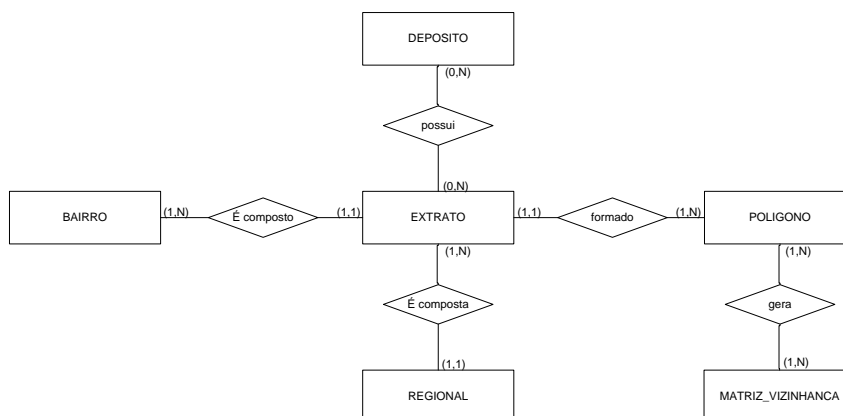 DEPOSITO
(0,N)
possui
(0,N)
BAIRRO
(1,N)
É composto
(1,1)
EXTRATO
(1,1)
formado
(1,N)
POLIGONO
(1,N)
(1,N)
É composta
gera
(1,1)
(1,N)
REGIONAL
MATRIZ_VIZINHANCA